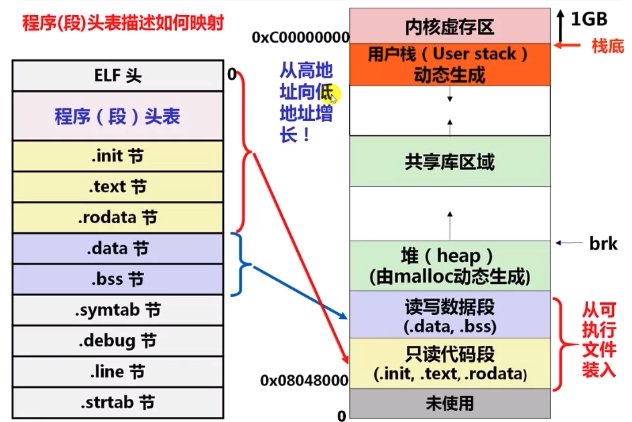 程序(段)头表描述如何映射
ELF 头
0
程序（段）头表
.init 节
.text 节
.rodata 节
.data 节
.bss 节
.symtab 节
.debug 节
.line 节
.strtab 节
从高地
址向低
地址增
长！
0xC00000000
内核虚存区
1GB
用户栈（User stack）
动态生成
栈底
共享库区域
堆（heap）
(由malloc动态生成)
brk
读写数据段
(.data, .bss)
只读代码段
(.init, .text, .rodata)
从可
执行
文件
装入
0x08048000
未使用
0